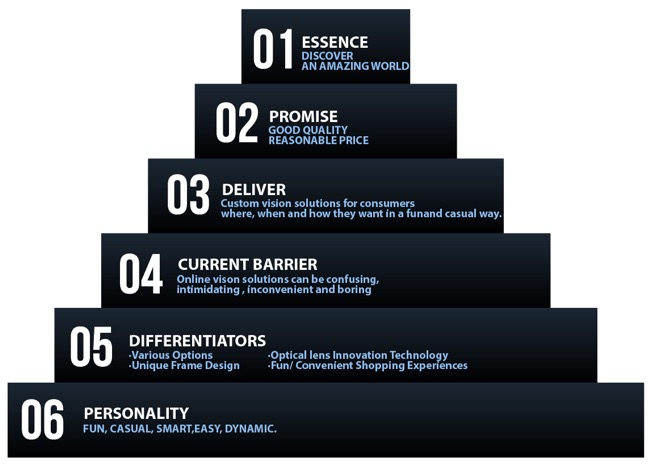 01 ESSENCE
DISCOVER
AN AMAZING WORLD
02 PROMISE
GOOD QUALITY
REASONABLE PRICE
03 DELIVER
Custom vision solutions for consumers
where, when and how they want in a funand casual way.
04 CURRENT BARRIER
Online vison solutions can be confusing,
intimidating , inconvenient and boring
05 DIFFERENTIATORS
·Various Options ·Optical lens Innovation Technology
·Unique Frame Design ·Fun/ Convenient Shopping Experiences
06 PERSONALITY
FUN, CASUAL, SMART,EASY, DYNAMIC.